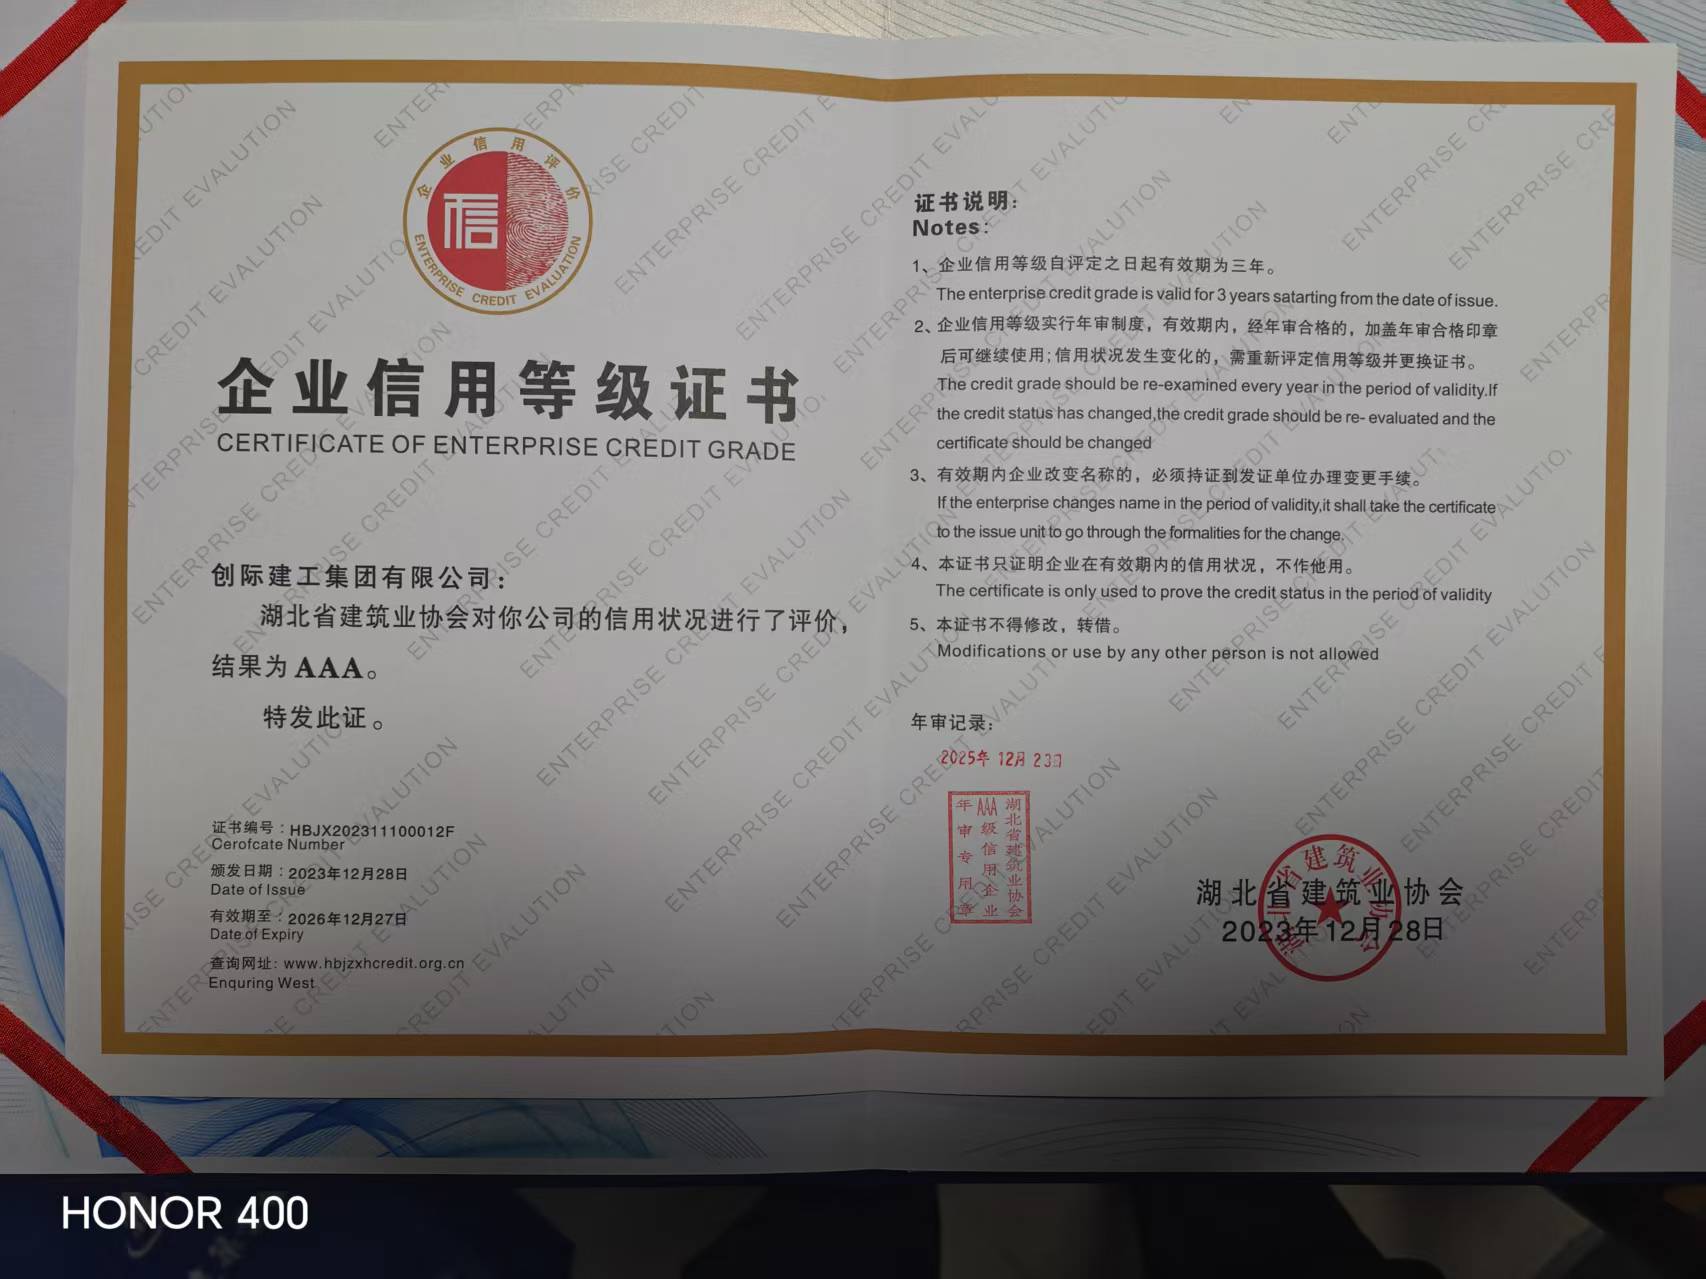 企业信用评价
ENTERPRISE CREDIT EVALUATION
信
企业信用等级证书
CERTIFICATE OF ENTERPRISE CREDIT GRADE
创际建工集团有限公司：
湖北省建筑业协会对你公司的信用状况进行了评价，
结果为AAA。
特发此证。
证书编号：HBJX202311100012F
Cerofcate Number
颁发日期：2023年12月28日
Date of Issue
有效期至：2026年12月27日
Date of Expiry
查询网址：www.hbjzxhcredit.org.cn
Enquring West
证书说明：
Notes：
1、企业信用等级自评定之日起有效期为三年。
The enterprise credit grade is valid for 3 years satarting from the date of issue.
2、企业信用等级实行年审制度，有效期内，经年审合格的，加盖年审合格印章
后可继续使用；信用状况发生变化的，需重新评定信用等级并更换证书。
The credit grade should be re-examined every year in the period of validity.If
the credit status has changed,the credit grade should be re- evaluated and the
certificate should be changed
3、有效期内企业改变名称的，必须持证到发证单位办理变更手续。
If the enterprise changes name in the period of validity,it shall take the certificate
to the issue unit to go through the formalities for the change.
4、本证书只证明企业在有效期内的信用状况，不作他用。
The certificate is only used to prove the credit status in the period of validity
5、本证书不得修改，转借。
Modifications or use by any other person is not allowed
年审记录：
2025年12月23日
湖北省建筑业协会
AAA级信用企业
年审专用章
湖北省建筑业协会
2023年12月28日
湖北省建筑业协会
ENTERPRISE CREDIT EVALUTION
HONOR 400